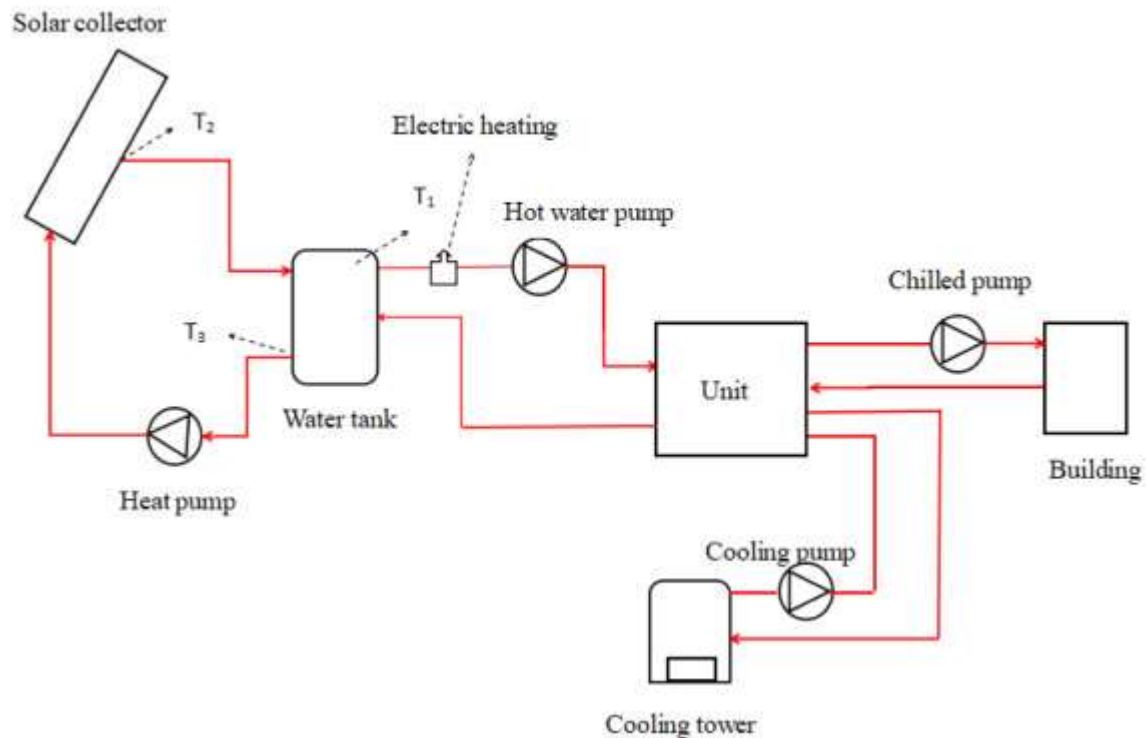 Solar collector
T₂
Electric heating
T₁
Hot water pump
Chilled pump
T₃
Unit
Water tank
Building
Heat pump
Cooling pump
Cooling tower